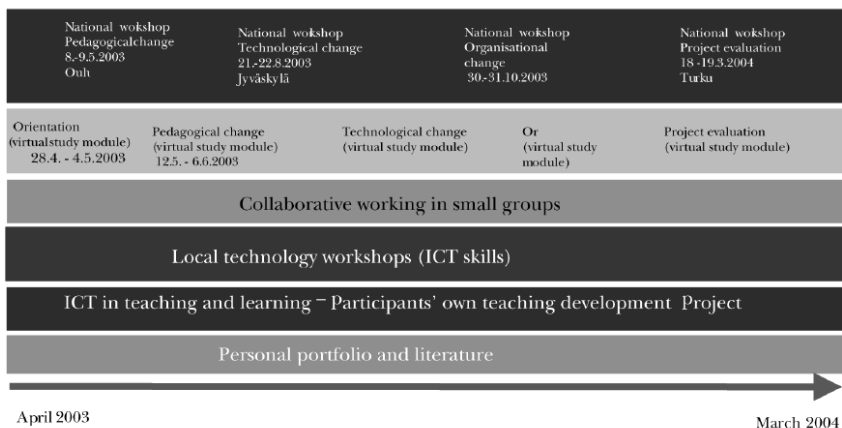 National wokshop
Pedagogicalchange
8.-9.5.2003
Oulu
National wokshop
Technological change
21.-22.8.2003
Jyväskylä
National wokshop
Organisational
change
30.-31.10.2003
National wokshop
Project evaluation
18 -19.3.2004
Turku
Orientation
(virtualstudy module)
28.4. - 4.5.2003
Pedagogical change
(virtual study module)
12.5. - 6.6.2003
Technological change
(virtual study module)
Or
(virtual study
module)
Project evaluation
(virtual study module)
Collaborative working in small groups
Local technology workshops (ICT skills)
ICT in teaching and learning – Participants' own teaching development Project
Personal portfolio and literature
April 2003
March 2004